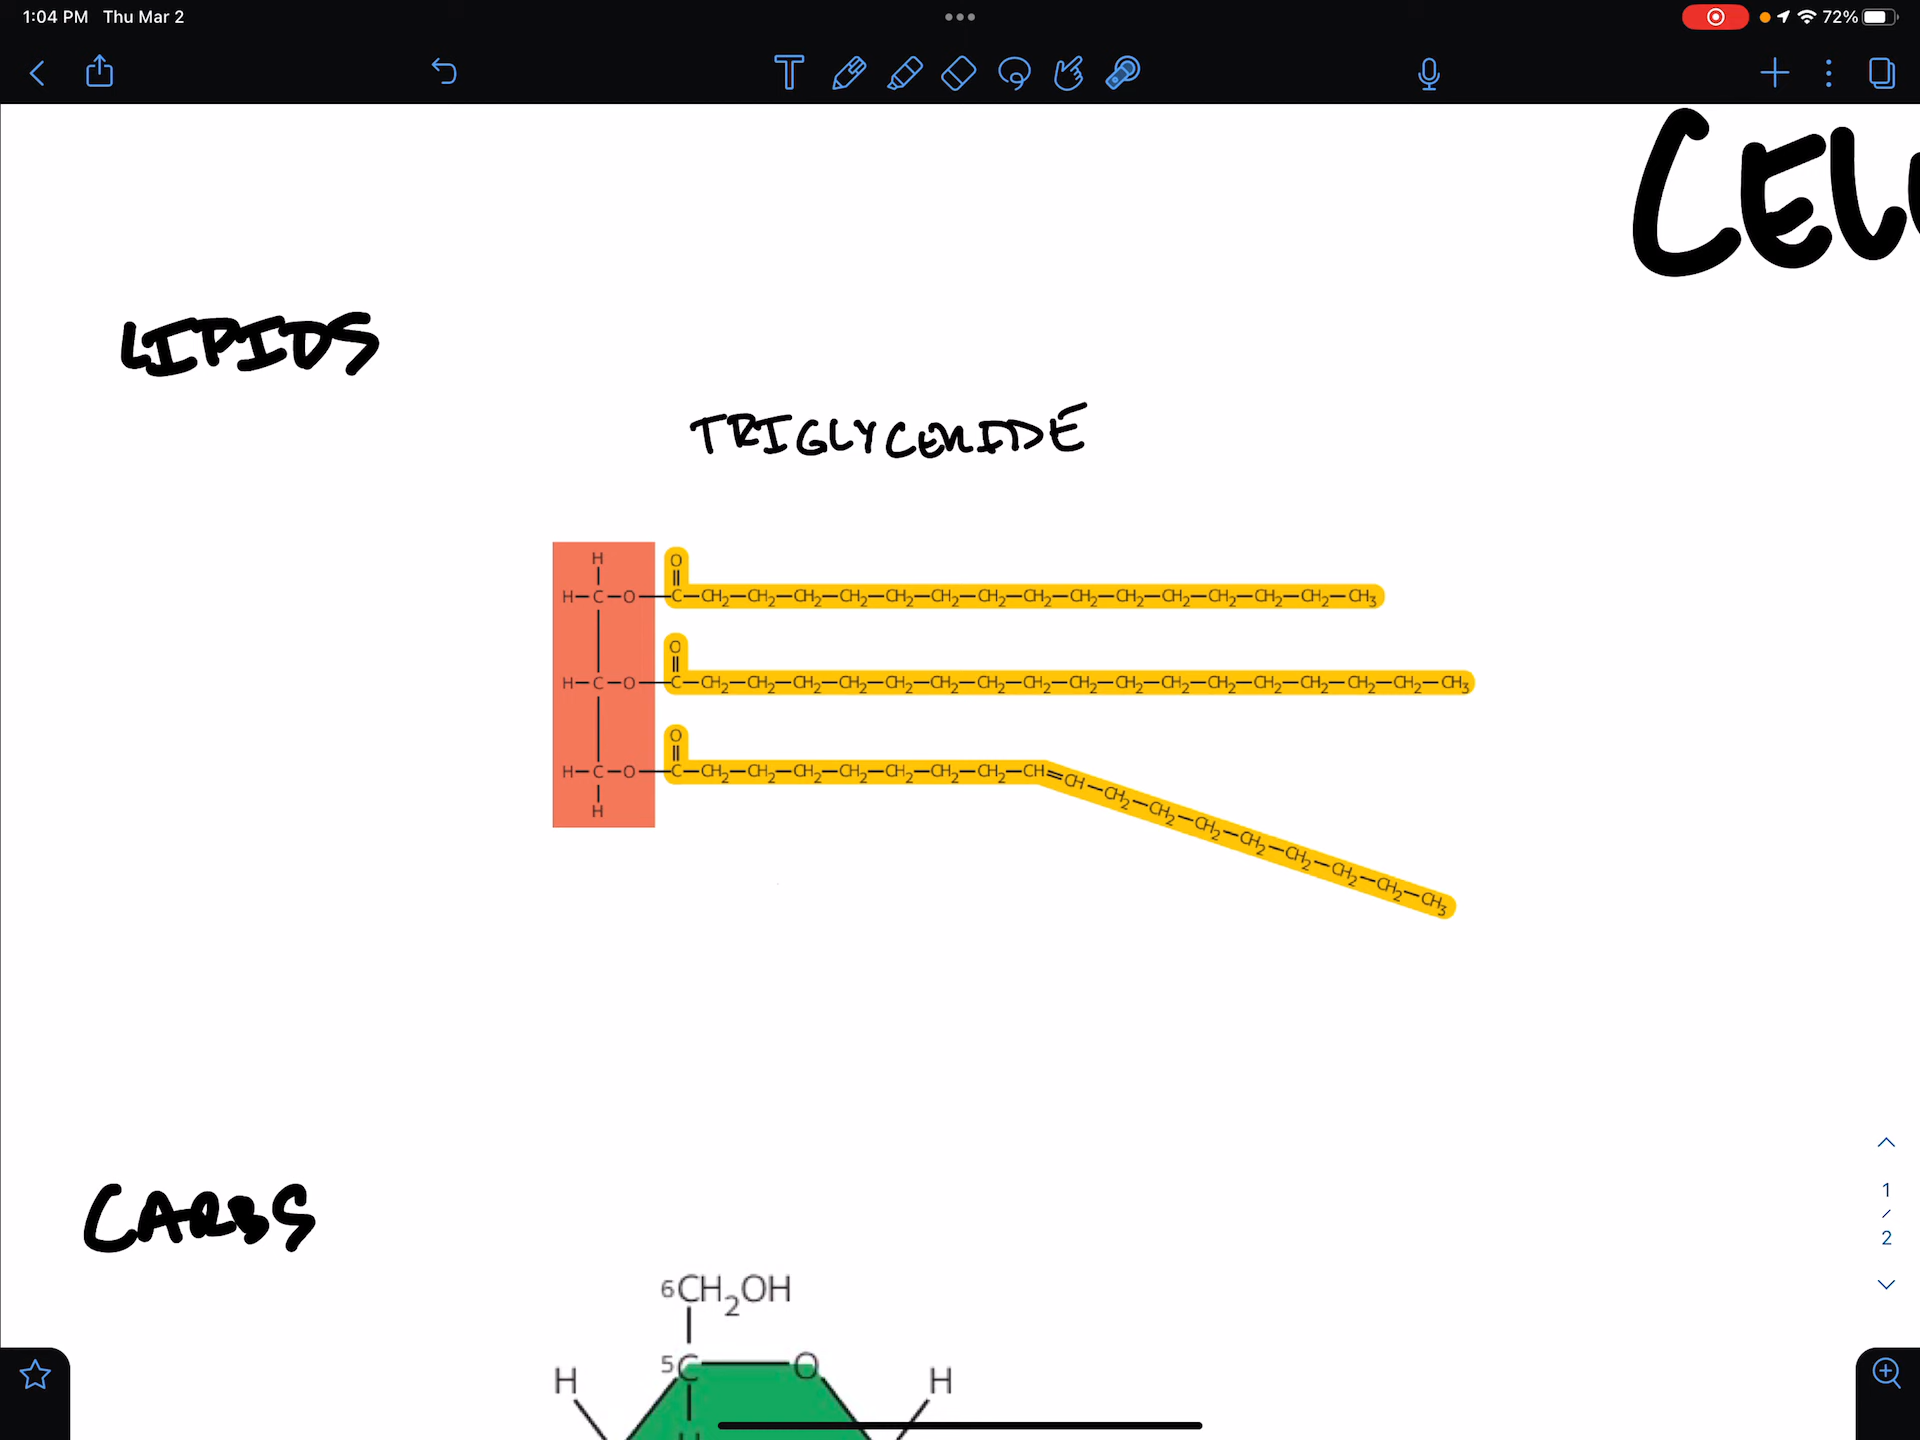 1:04 PM Thu Mar 2
72%
CEL
LIPIDS
TRIGLYCERIDE
H O
H–C–O–C–CH₂–CH₂–CH₂–CH₂–CH₂–CH₂–CH₂–CH₂–CH₂–CH₂–CH₂–CH₂–CH₂–CH₂–CH₃
O
H–C–O–C–CH₂–CH₂–CH₂–CH₂–CH₂–CH₂–CH₂–CH₂–CH₂–CH₂–CH₂–CH₂–CH₂–CH₂–CH₂–CH₂–CH₃
O
H–C–O–C–CH₂–CH₂–CH₂–CH₂–CH₂–CH₂–CH₂–CH=CH–CH₂–CH₂–CH₂–CH₂–CH₂–CH₂–CH₂–CH₃
H
1
/
2
CARBS
6CH₂OH
5C O
H H
H